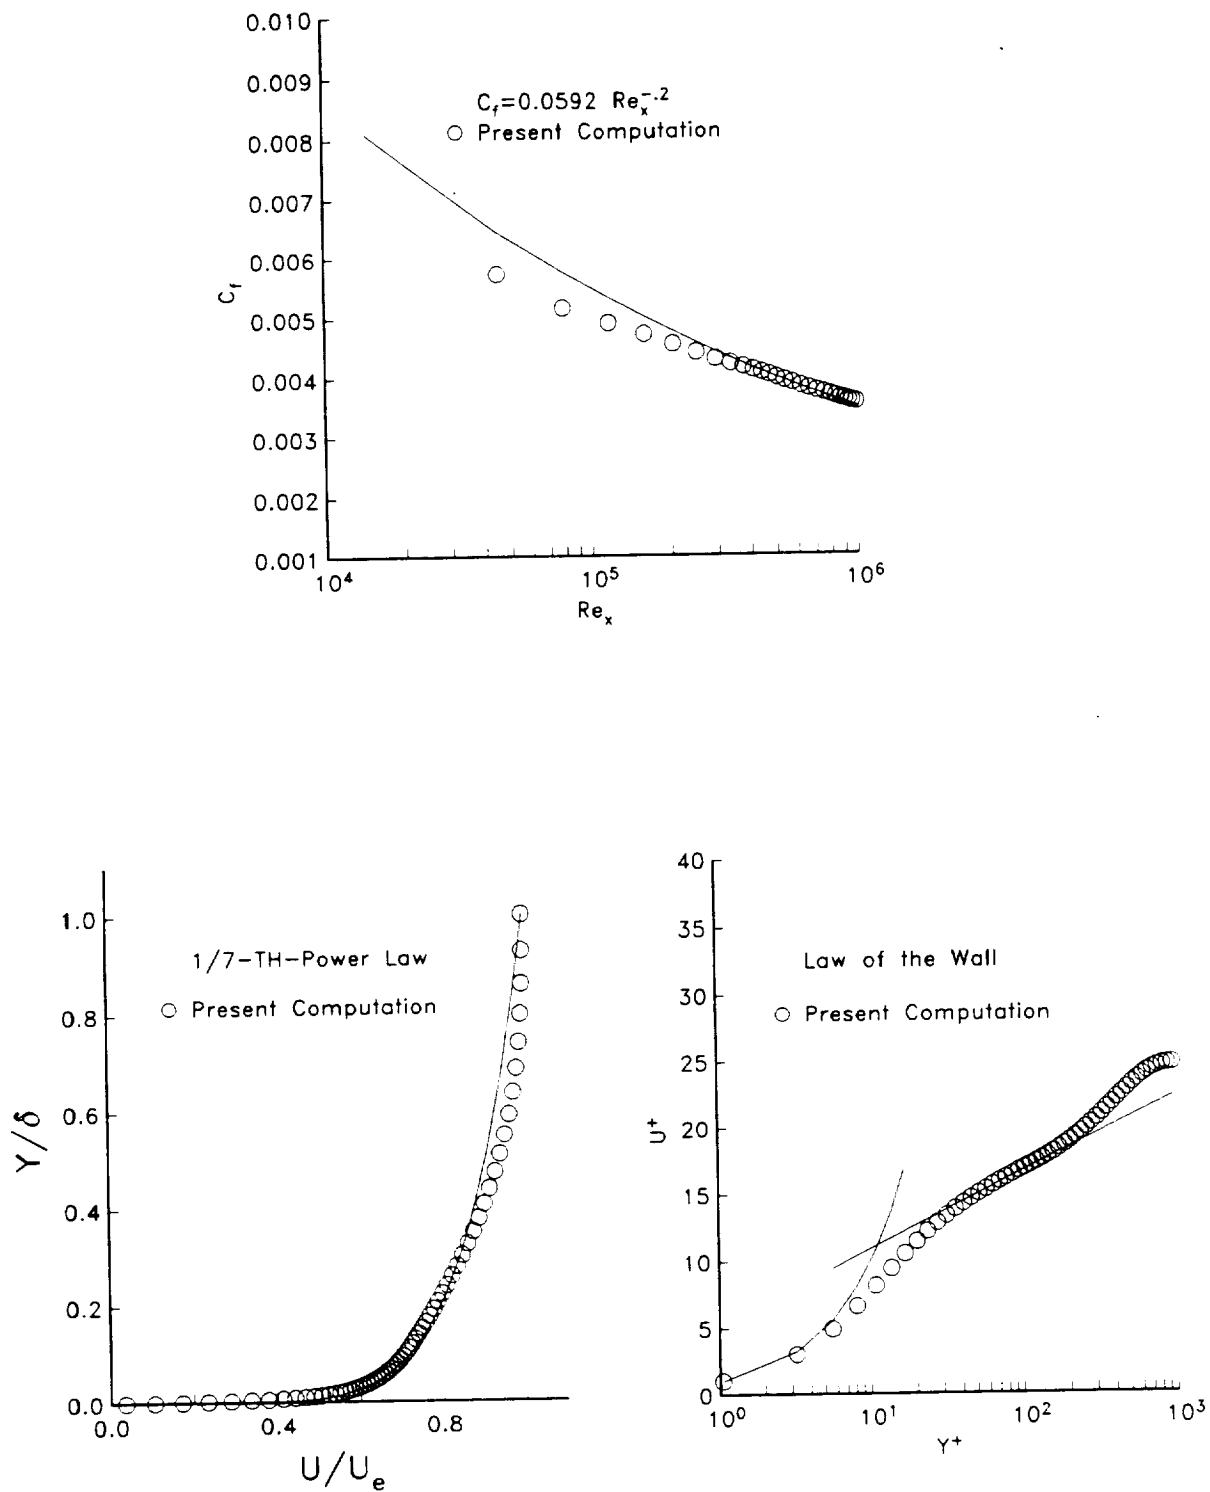 0.010
0.009
0.008
0.007
0.006
0.005
0.004
0.003
0.002
0.001
C_f
C_f=0.0592 Re_x^-.2
Present Computation
10^4
10^5
10^6
Re_x
1.0
0.8
0.6
0.4
0.2
0.0
Y/δ
1/7-TH-Power Law
Present Computation
0.0
0.4
0.8
U/U_e
40
35
30
25
20
15
10
5
0
U^+
Law of the Wall
Present Computation
10^0
10^1
10^2
10^3
Y^+